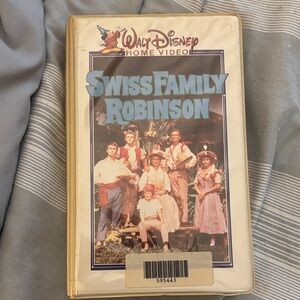 Walt Disney
HOME VIDEO
SWISS FAMILY
ROBINSON
595443